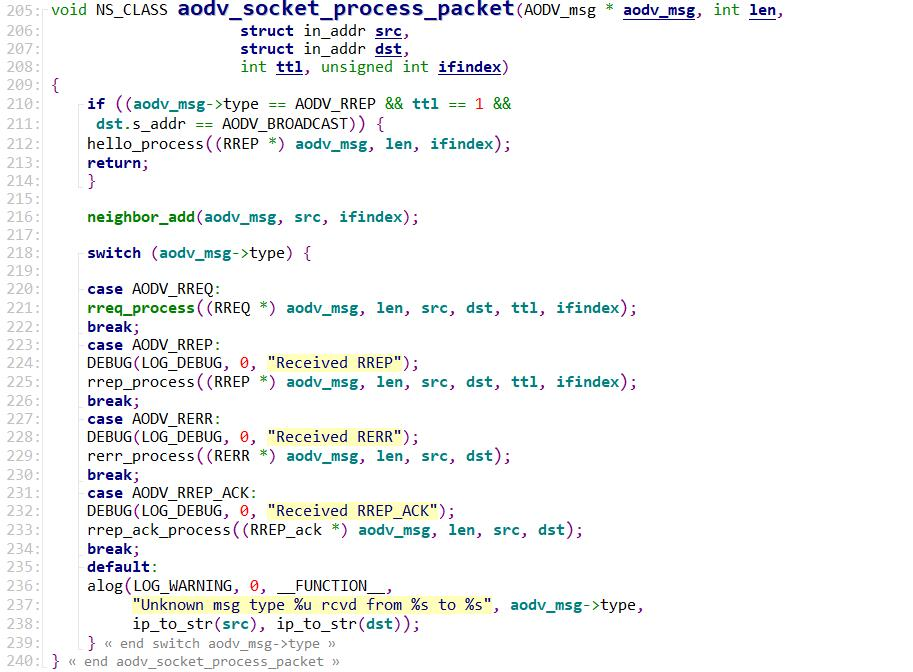 205: void NS_CLASS aodv_socket_process_packet(AODV_msg * aodv_msg, int len,
206: struct in_addr src,
207: struct in_addr dst,
208: int ttl, unsigned int ifindex)
209: {
210: if ((aodv_msg->type == AODV_RREP && ttl == 1 &&
211: dst.s_addr == AODV_BROADCAST)) {
212: hello_process((RREP *) aodv_msg, len, ifindex);
213: return;
214: }
215:
216: neighbor_add(aodv_msg, src, ifindex);
217:
218: switch (aodv_msg->type) {
219:
220: case AODV_RREQ:
221: rreq_process((RREQ *) aodv_msg, len, src, dst, ttl, ifindex);
222: break;
223: case AODV_RREP:
224: DEBUG(LOG_DEBUG, 0, "Received RREP");
225: rrep_process((RREP *) aodv_msg, len, src, dst, ttl, ifindex);
226: break;
227: case AODV_RERR:
228: DEBUG(LOG_DEBUG, 0, "Received RERR");
229: rerr_process((RERR *) aodv_msg, len, src, dst);
230: break;
231: case AODV_RREP_ACK:
232: DEBUG(LOG_DEBUG, 0, "Received RREP_ACK");
233: rrep_ack_process((RREP_ack *) aodv_msg, len, src, dst);
234: break;
235: default:
236: alog(LOG_WARNING, 0, __FUNCTION__,
237: "Unknown msg type %u rcvd from %s to %s", aodv_msg->type,
238: ip_to_str(src), ip_to_str(dst));
239: } « end switch aodv_msg->type »
240: } « end aodv_socket_process_packet »